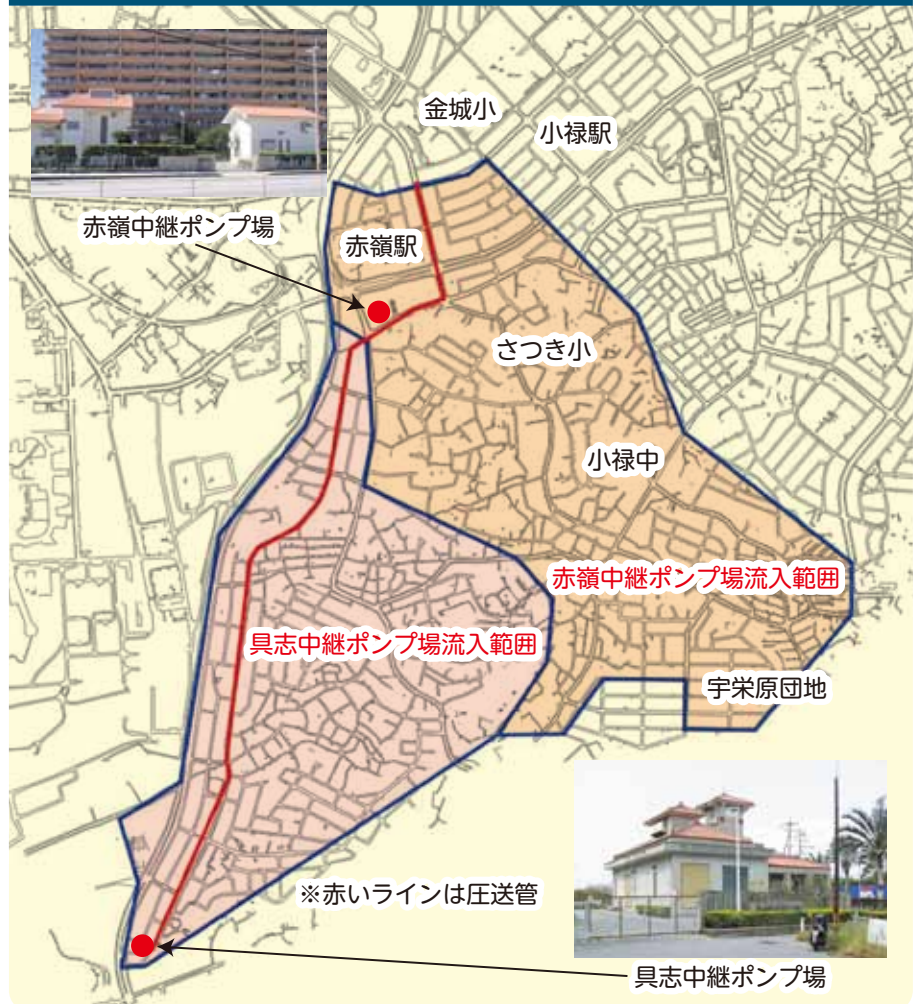 金城小
小禄駅
赤嶺中継ポンプ場
赤嶺駅
さつき小
小禄中
赤嶺中継ポンプ場流入範囲
具志中継ポンプ場流入範囲
宇栄原団地
※赤いラインは圧送管
具志中継ポンプ場